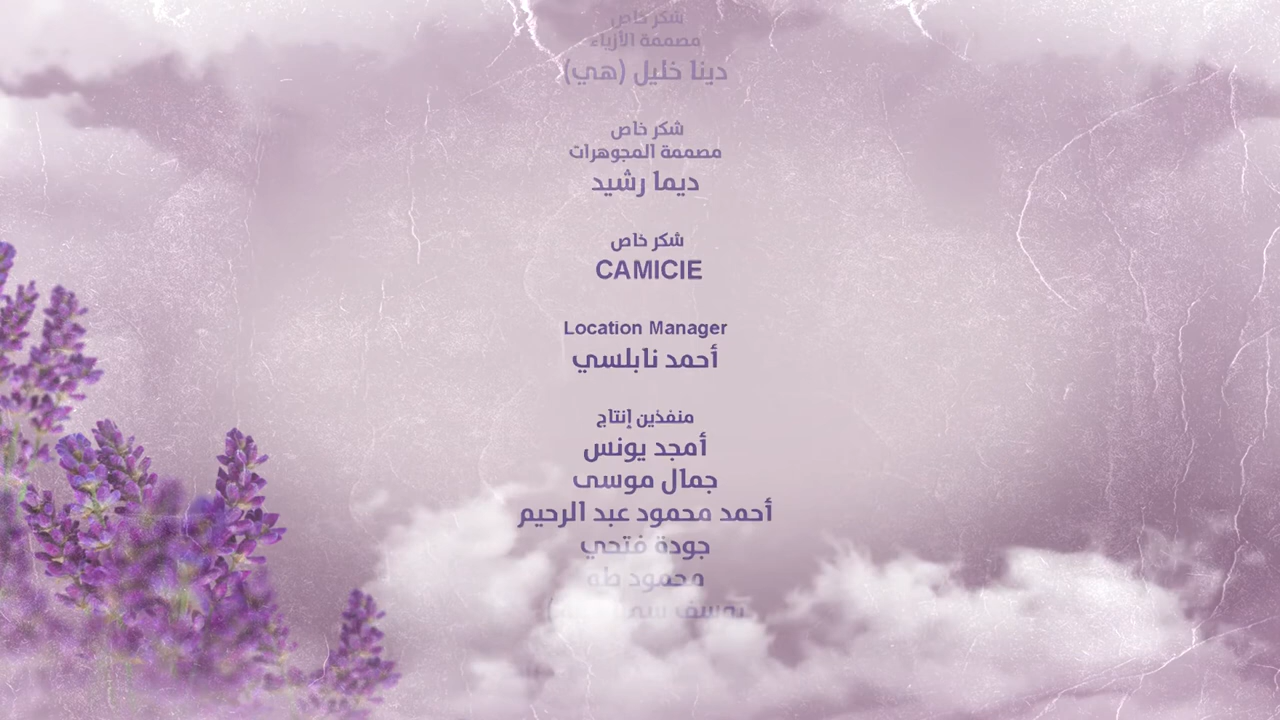 شكر خاص
مصممة الأزياء
دينا خليل (هي)
شكر خاص
مصممة المجوهرات
ديما رشيد
شكر خاص
CAMICIE
Location Manager
أحمد نابلسي
منفذين إنتاج
أمجد يونس
جمال موسى
أحمد محمود عبد الرحيم
جودة فتحي
محمود طه
يوسف